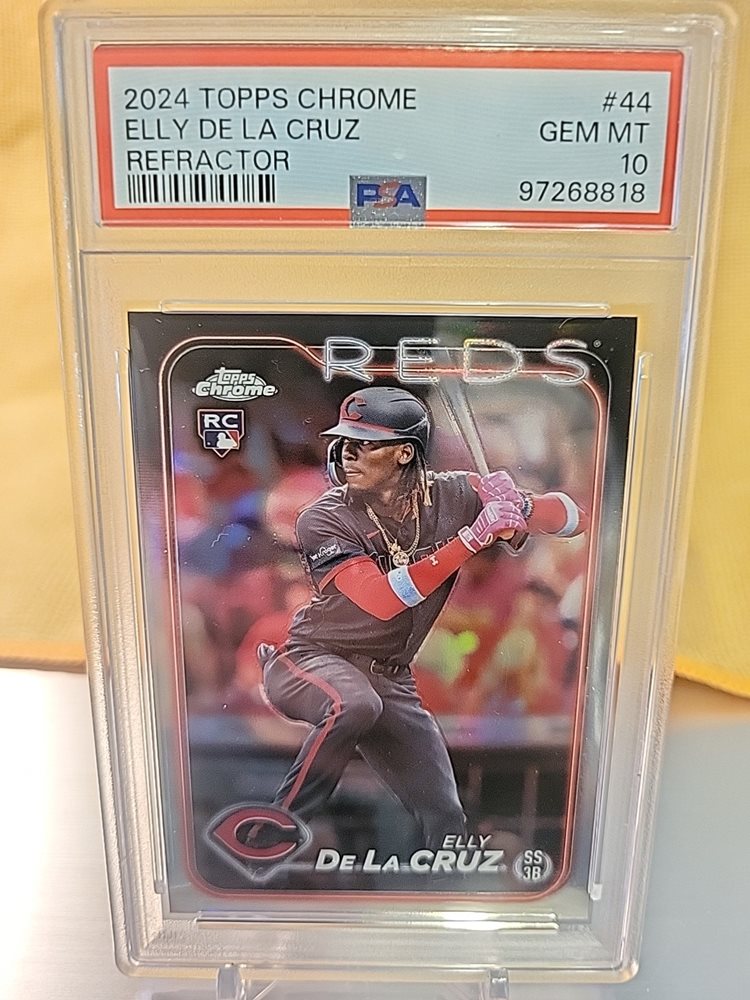 2024 TOPPS CHROME #44
ELLY DE LA CRUZ GEM MT
REFRACTOR 10
PSA 97268818
REDS
Topps
Chrome
RC
ELLY
DE LA CRUZ
SS
3B